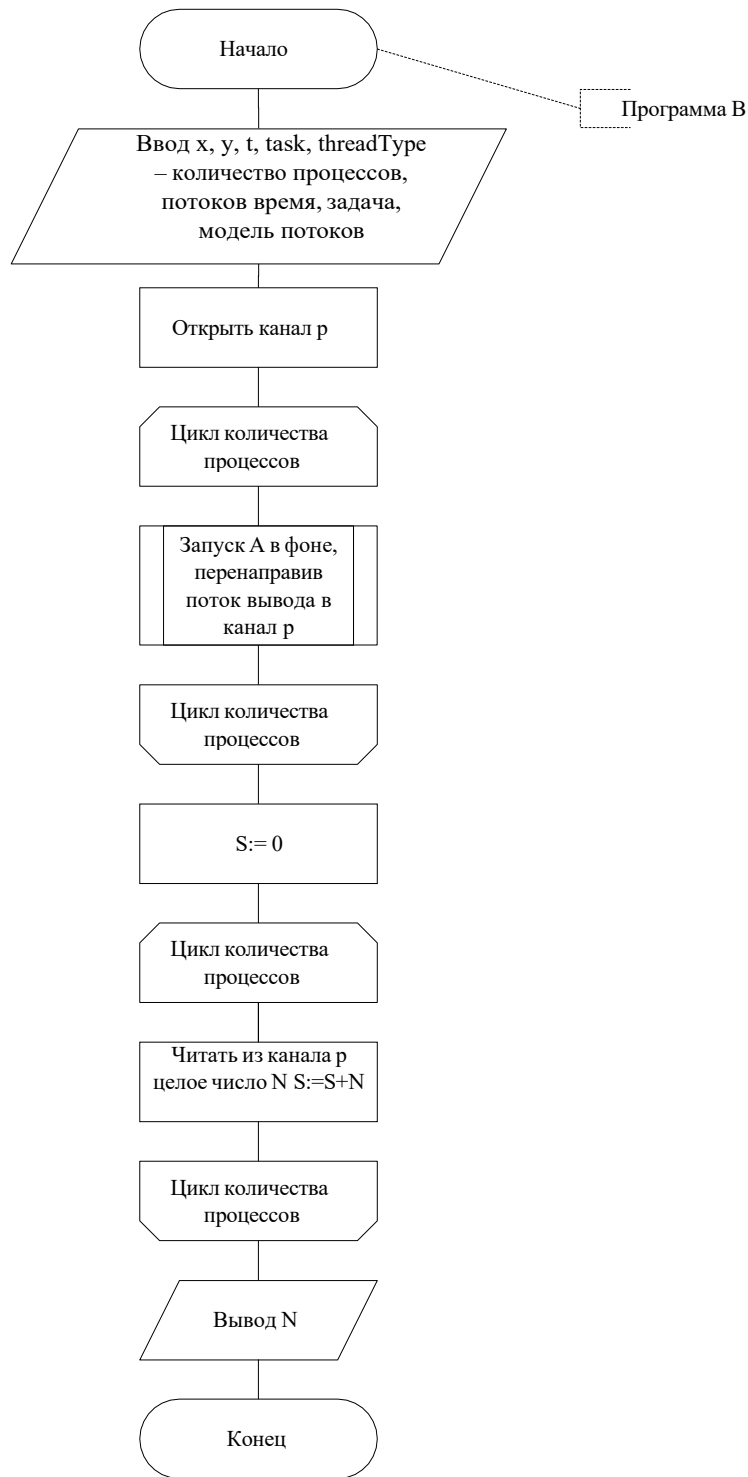 Начало
Программа В
Ввод x, y, t, task, threadType
– количество процессов,
потоков время, задача,
модель потоков
Открыть канал p
Цикл количества
процессов
Запуск А в фоне,
перенаправив
поток вывода в
канал p
Цикл количества
процессов
S:= 0
Цикл количества
процессов
Читать из канала p
целое число N S:=S+N
Цикл количества
процессов
Вывод N
Конец